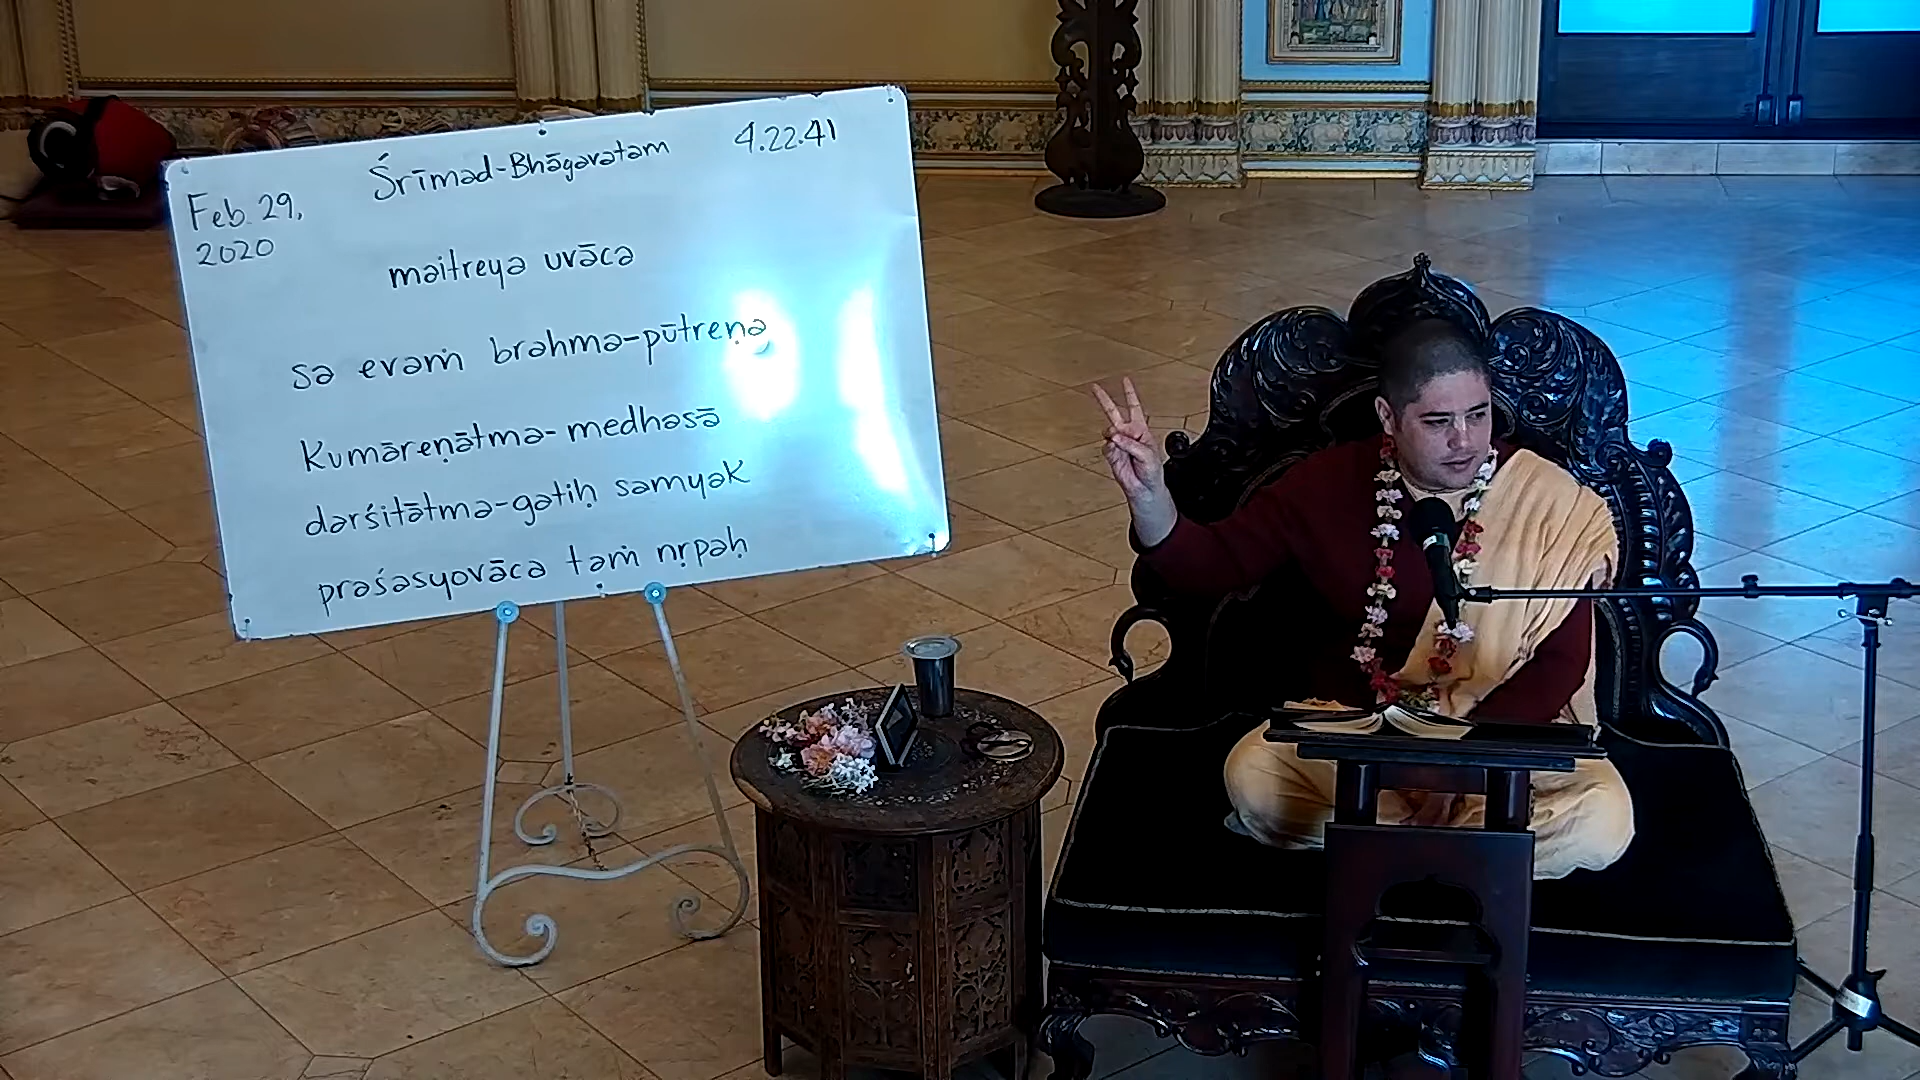 Śrīmad-Bhāgavatam 4.22.41
Feb. 29,
2020
maitreya uvāca
sa evaṁ brahma-pūtreṇa
Kumāreṇātma-medhasā
darśitātma-gatiḥ samyak
praśasyovāca taṁ nṛpaḥ